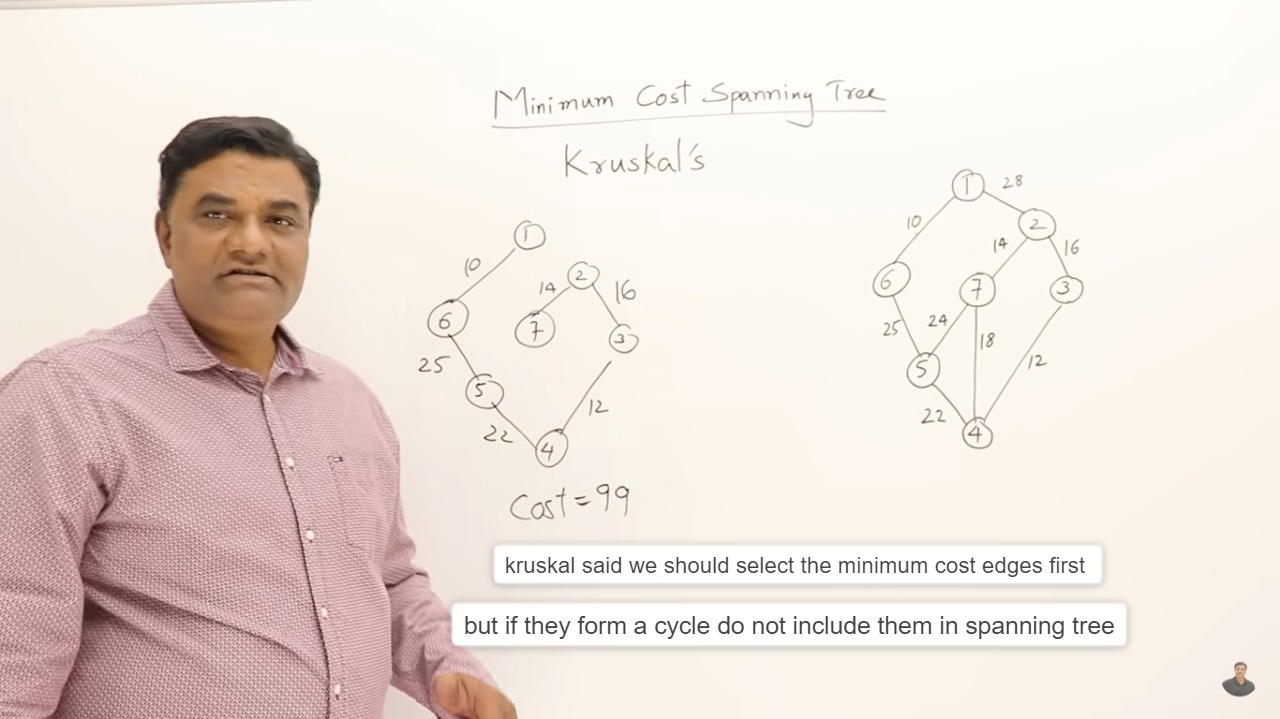 Minimum Cost Spanning Tree
Kruskal's
1 28
10 2
14 16
6 7 3
25 24 18
5 12
22 4
1
10 2
14 16
6 7 3
25 5
12
22 4
Cost = 99
kruskal said we should select the minimum cost edges first
but if they form a cycle do not include them in spanning tree